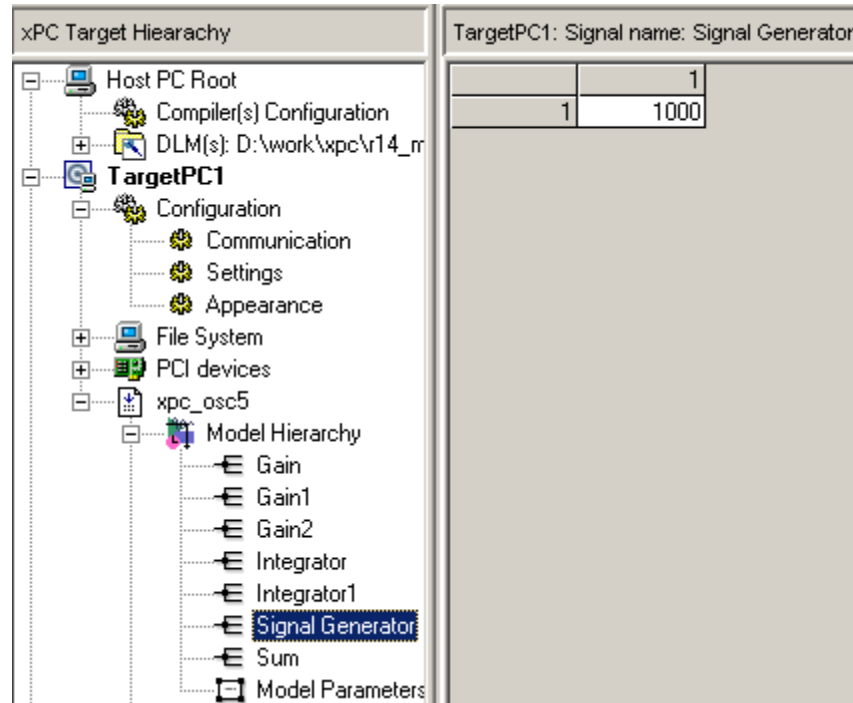 xPC Target Hiearachy
TargetPC1: Signal name: Signal Generator
Host PC Root
Compiler(s) Configuration
DLM(s): D:\work\xpc\r14_m
TargetPC1
Configuration
Communication
Settings
Appearance
File System
PCI devices
xpc_osc5
Model Hierarchy
Gain
Gain1
Gain2
Integrator
Integrator1
Signal Generator
Sum
Model Parameters
1
1 1000